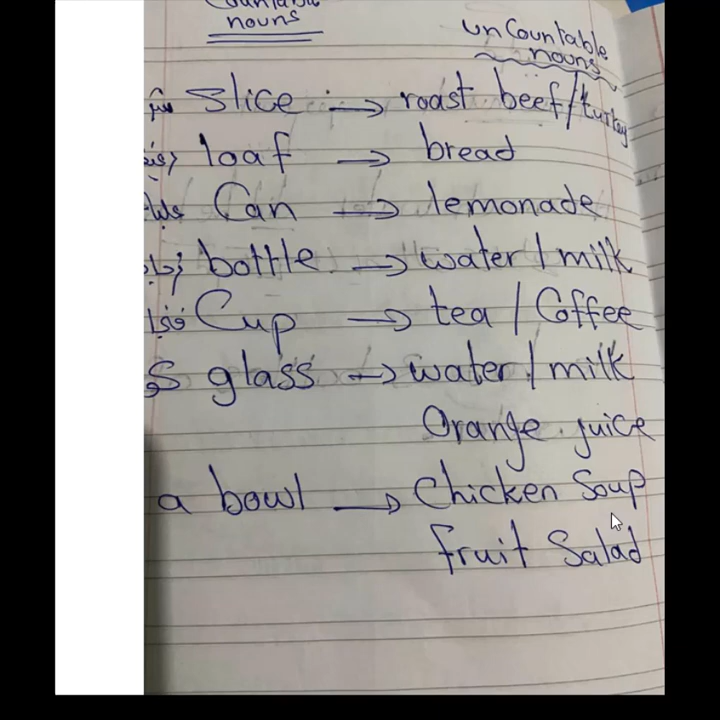 Countable
nouns
unCountable
nouns
Slice → roast beef/turkey
loaf → bread
Can → lemonade
bottle → water / milk
Cup → tea / Coffee
glass → water / milk
Orange juice
a bowl → Chicken Soup
fruit Salad